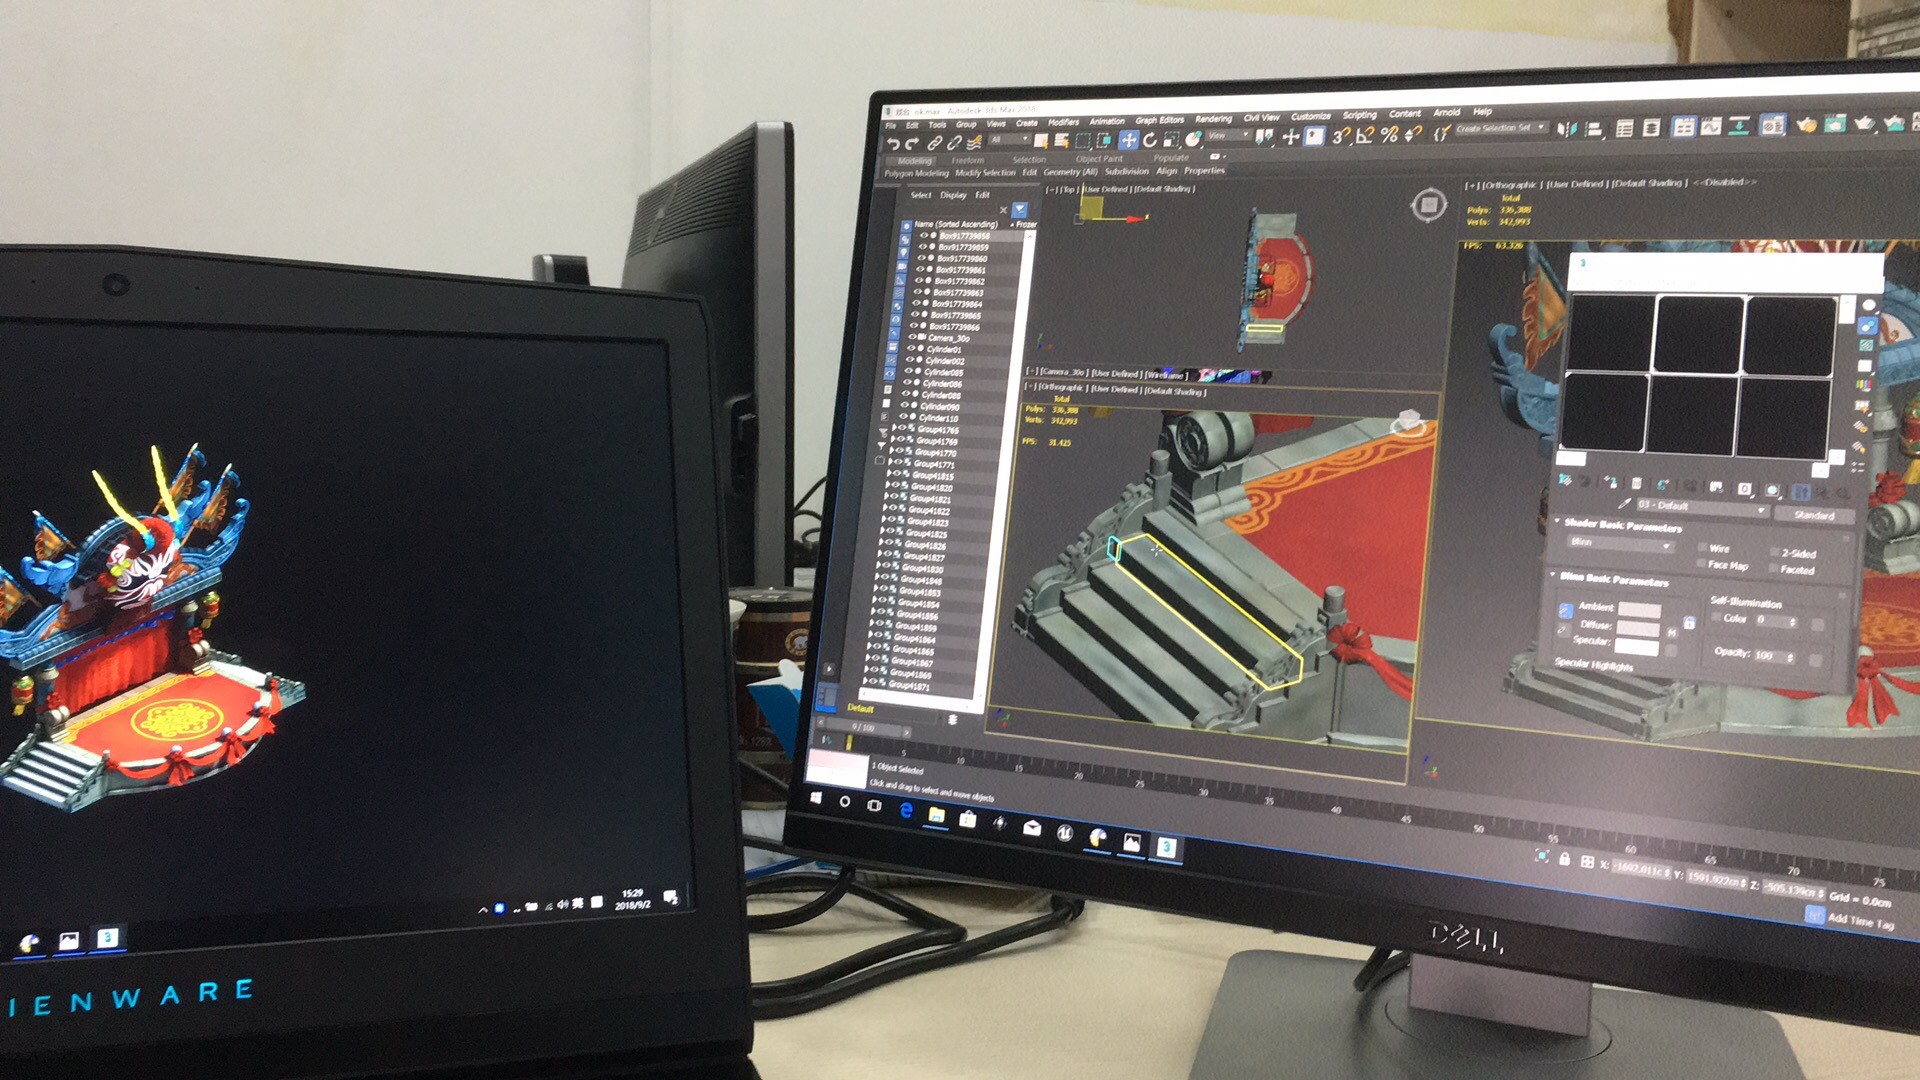 ok.max - Autodesk 3ds Max 2018
File Edit Tools Group Views Create Modifiers Animation Graph Editors Rendering Civil View Customize Scripting Content Arnold Help
All
View
Create Selection Set
Modeling Freeform Selection Object Paint Populate
Polygon Modeling Modify Selection Edit Geometry (All) Subdivision Align Properties
Select Display Edit
Name (Sorted Ascending) Frozen
Box917739858
Box917739859
Box917739860
Box917739861
Box917739862
Box917739863
Box917739864
Box917739865
Box917739866
Camera_30o
Cylinder01
Cylinder002
Cylinder085
Cylinder086
Cylinder088
Cylinder090
Cylinder110
Group41765
Group41769
Group41770
Group41771
Group41815
Group41820
Group41821
Group41822
Group41823
Group41825
Group41826
Group41827
Group41830
Group41848
Group41853
Group41854
Group41856
Group41859
Group41864
Group41865
Group41867
Group41869
Group41871
Default
0 / 100
[ - ] [Top ] [User Defined ] [Default Shading ]
[ - ] [Camera_30o ] [User Defined ] [Wireframe ]
[ - ] [Orthographic ] [User Defined ] [Default Shading ]
Total
Polys: 336,388
Verts: 342,993
FPS: 31.425
[ + ] [Orthographic ] [User Defined ] [Default Shading ] <<Disabled>>
Total
Polys: 336,388
Verts: 342,993
FPS: 63.326
03 - Default
Standard
Shader Basic Parameters
Blinn
Wire
2-Sided
Face Map
Faceted
Blinn Basic Parameters
Ambient
Diffuse:
M
Specular:
Self-Illumination
Color 0
Opacity: 100
Specular Highlights
5 10 15 20 25 30 35 40 45 50 55 60 65 70 75
1 Object Selected
Click and drag to select and move objects
X: -1692.011c Y: 1591.922cm Z: -505.139cm Grid = 0.0cm
Add Time Tag
DELL
英
15:29
2018/9/2
IENWARE